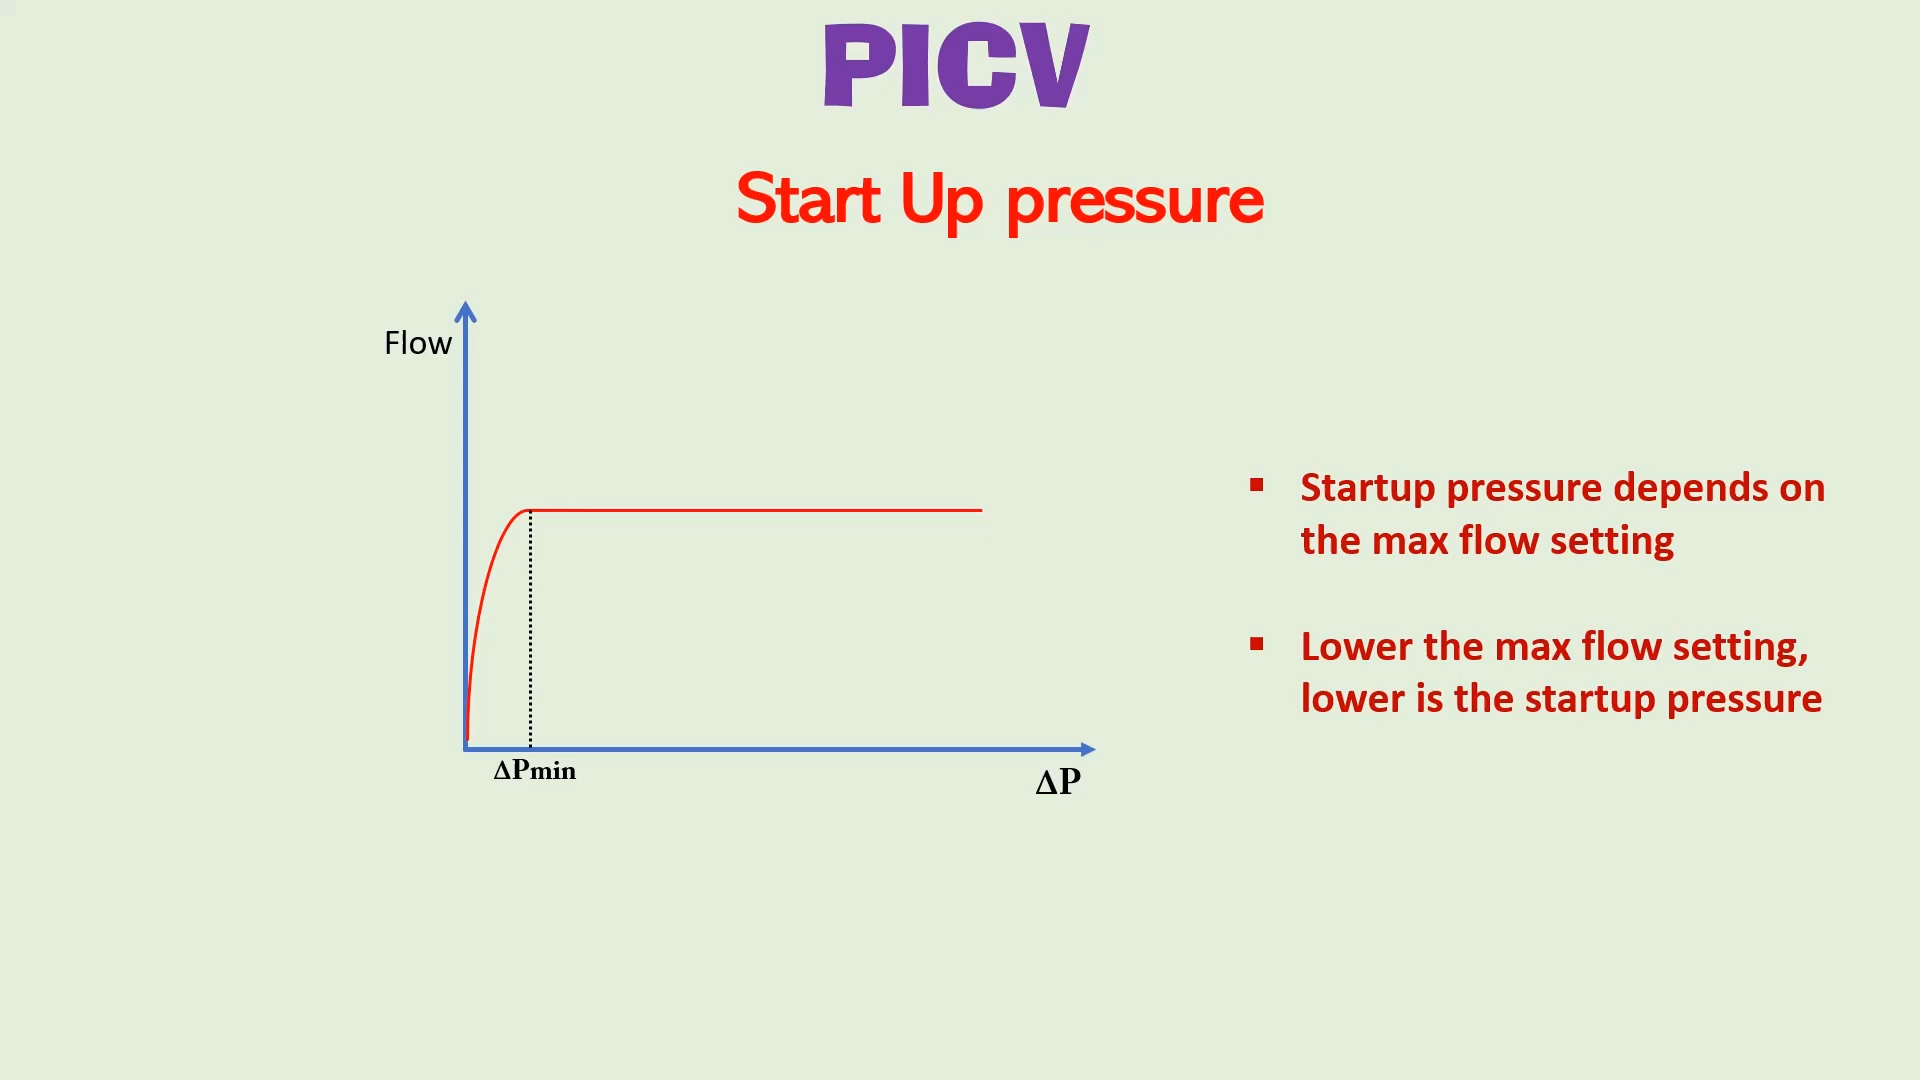 PICV
Start Up pressure
Flow
▪ Startup pressure depends on
the max flow setting
▪ Lower the max flow setting,
lower is the startup pressure
ΔPmin
ΔP